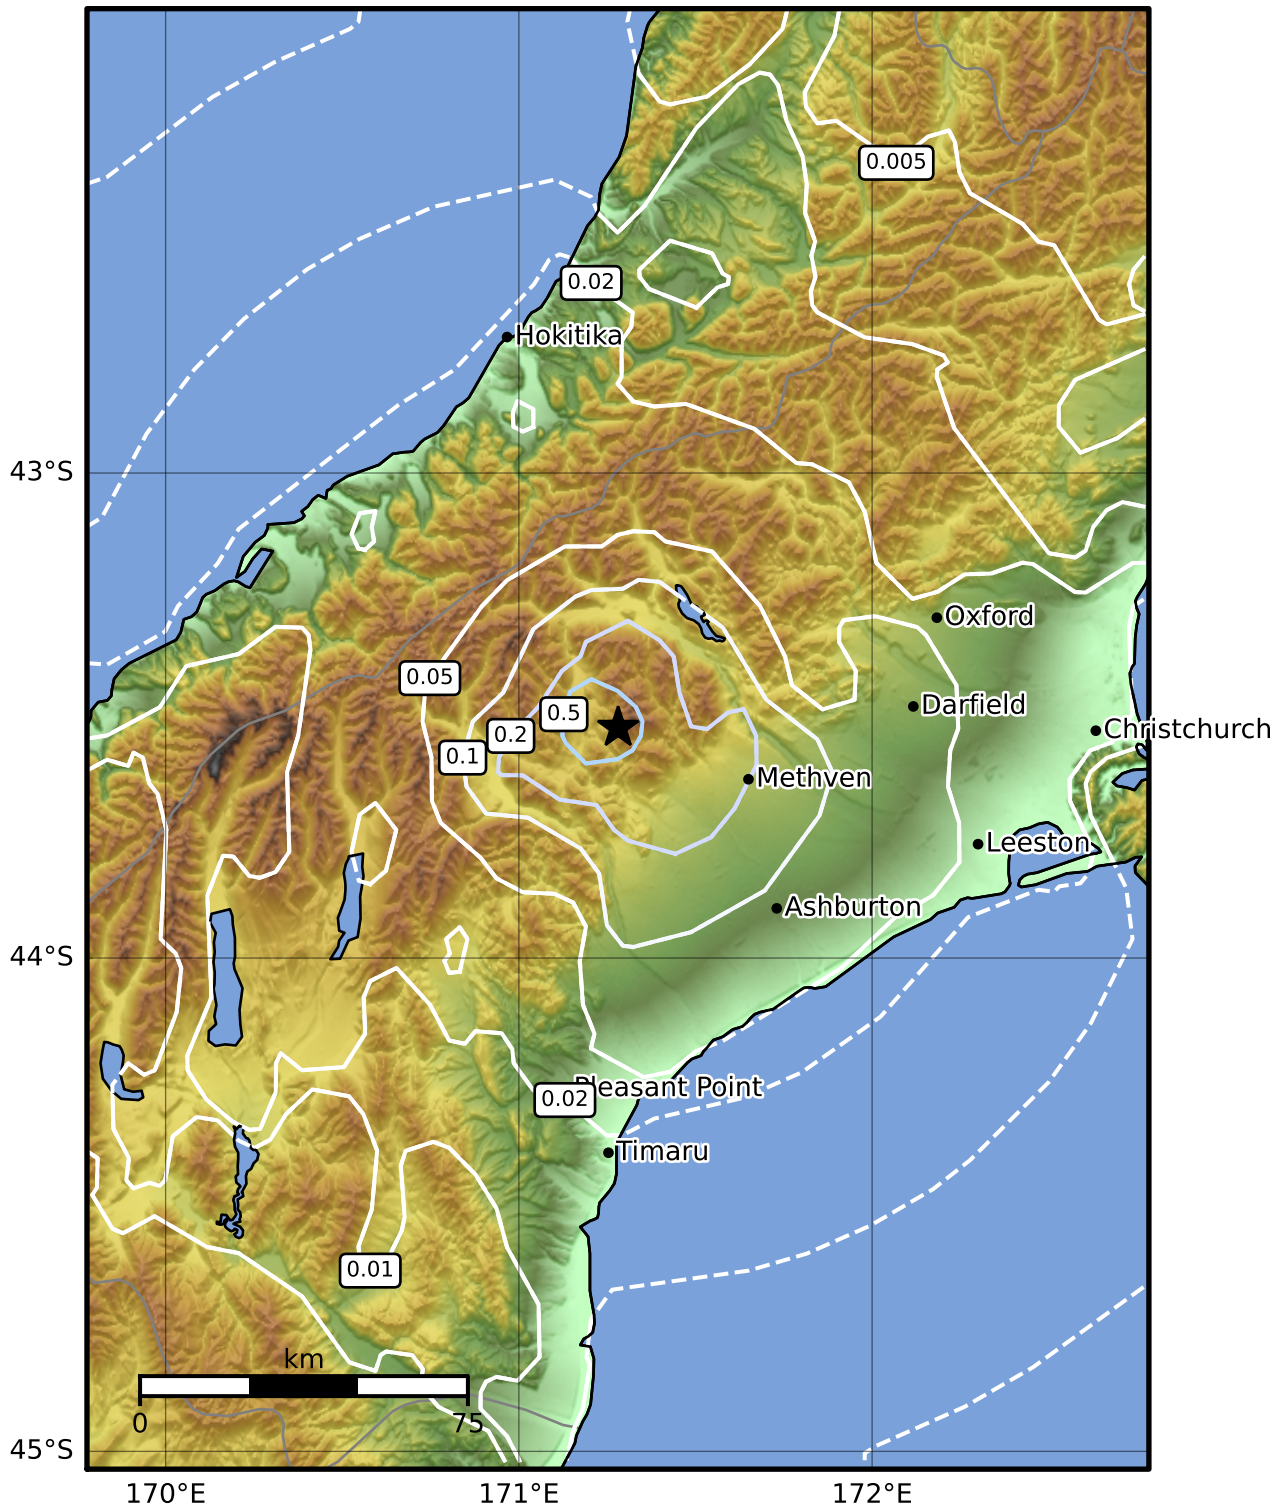 0.005
0.02
Hokitika
43°S
Oxford
0.05
Darfield
0.5
Christchurch
0.2
0.1
Methven
Leeston
Ashburton
44°S
Pleasant Point
0.02
Timaru
0.01
km
0
75
45°S
170°E
171°E
172°E